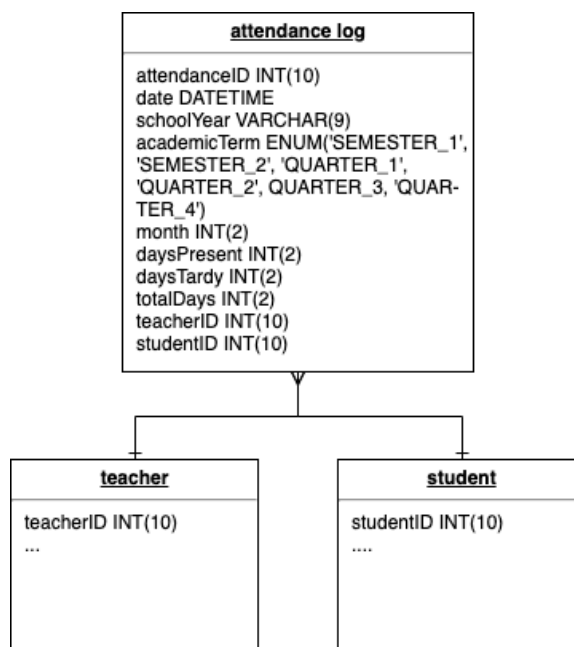 attendance log
attendanceID INT(10)
date DATETIME
schoolYear VARCHAR(9)
academicTerm ENUM('SEMESTER_1',
'SEMESTER_2', 'QUARTER_1',
'QUARTER_2', QUARTER_3, 'QUAR-
TER_4')
month INT(2)
daysPresent INT(2)
daysTardy INT(2)
totalDays INT(2)
teacherID INT(10)
studentID INT(10)
teacher
teacherID INT(10)
...
student
studentID INT(10)
....